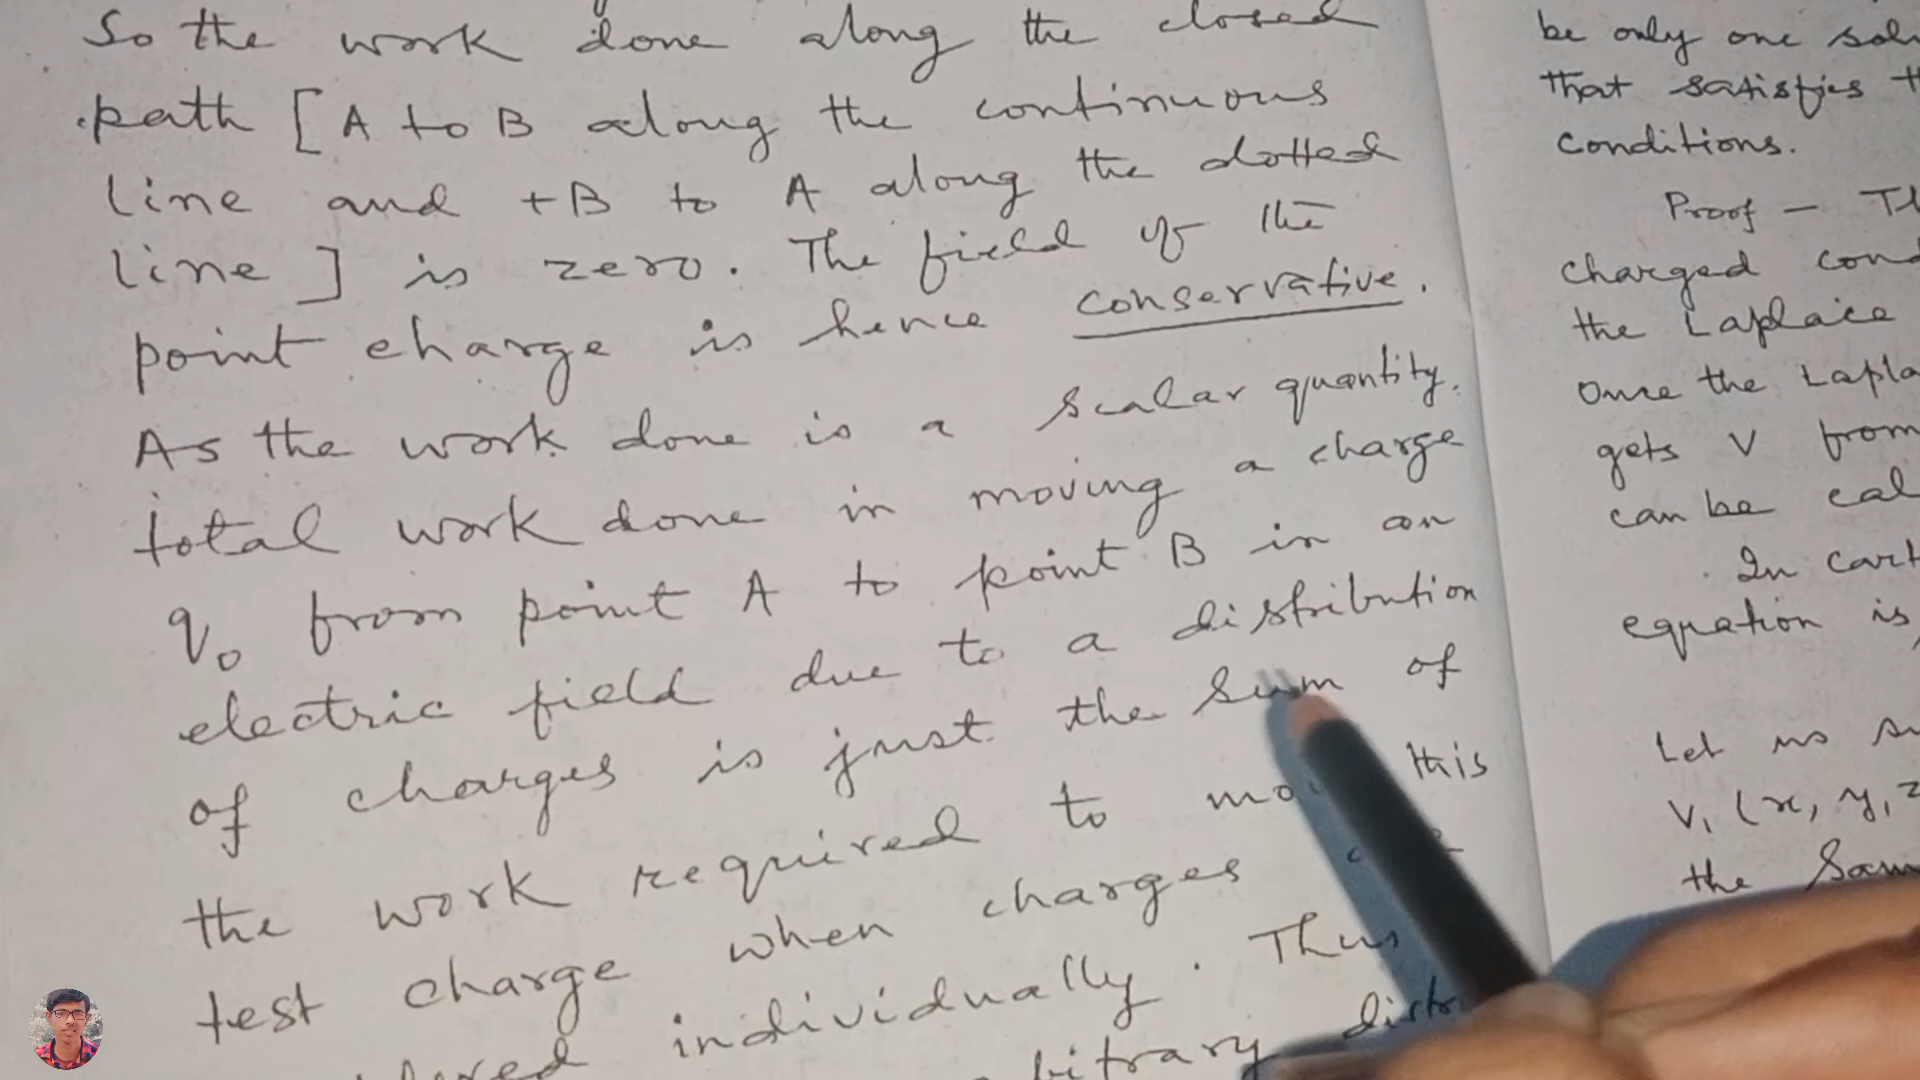 So the work done along the closed
path [A to B along the continuous
line and +B to A along the dotted
line] is zero. The field of the
point charge is hence conservative.
As the work done is a scalar quantity.
total work done in moving a charge
q₀ from point A to point B in an
electric field due to a distribution
of charges is just the sum of
the work required to this
test charge when charges
individually. Thus
be only one
that satisfies
conditions.
Proof -
charged
the Laplace
Once the
gets V from
can be
In
equation is,
Let us
V₁ (x, y, z
the